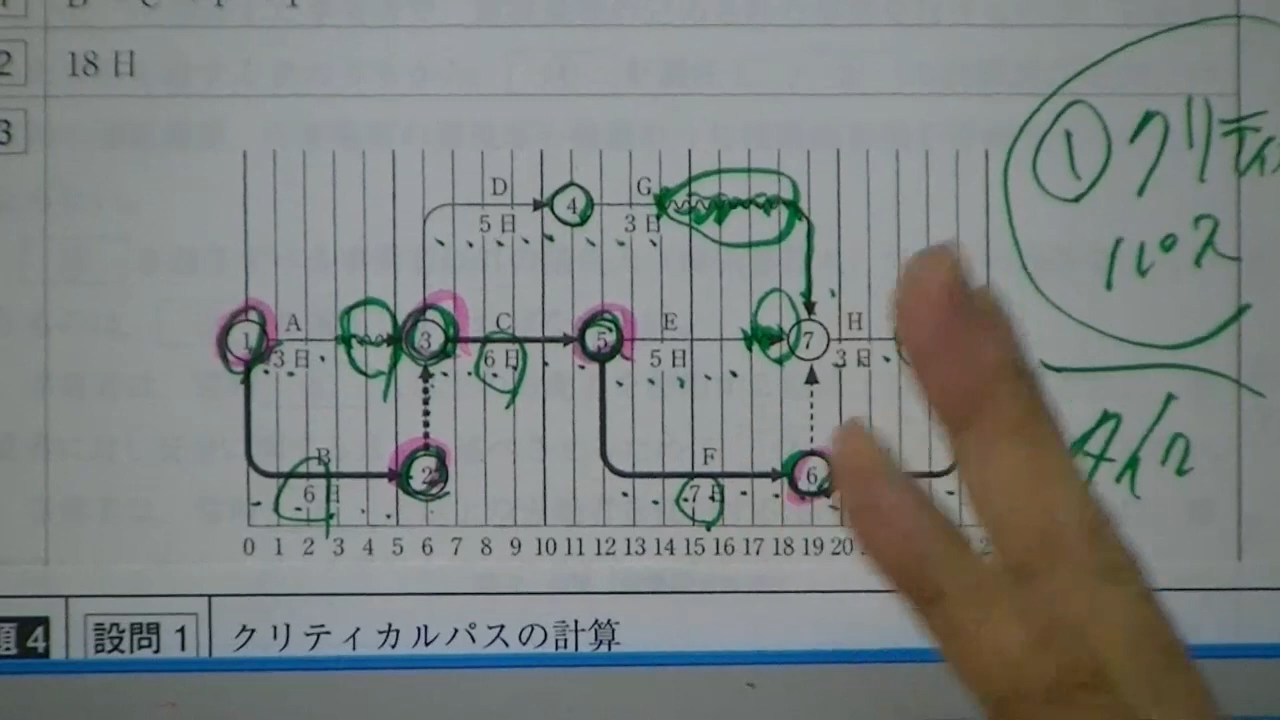 2 18日
3
① クリティ
パス
D 4 G
5日 3日
1 A 3 C 5 E 7 H
3日 6日 5日 3日
B 2 F 6
6日 7日
0 1 2 3 4 5 6 7 8 9 10 11 12 13 14 15 16 17 18 19 20
題4 設問1 クリティカルパスの計算